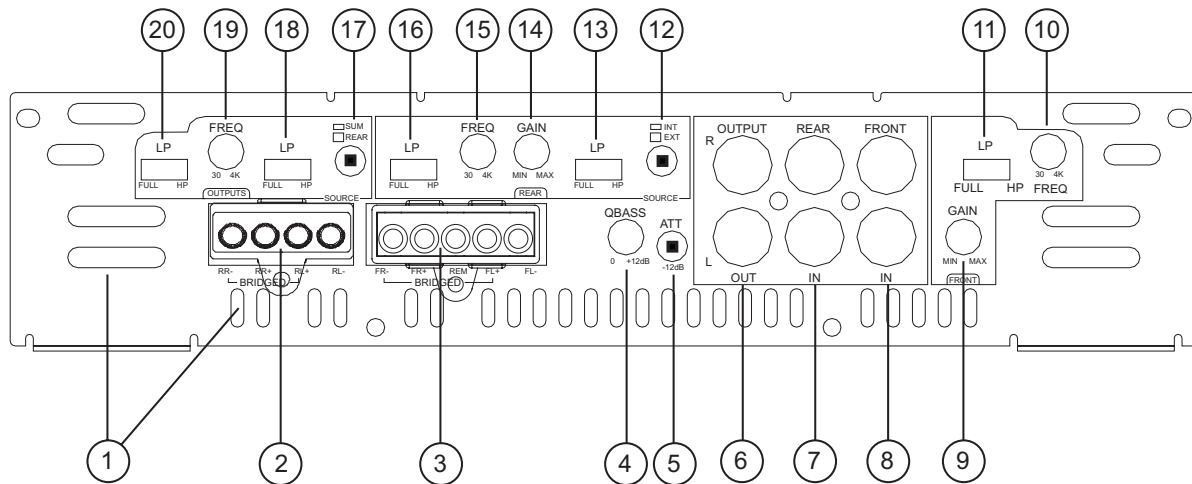 20 19 18 17 16 15 14 13 12 11 10
FREQ
LP
FULL HP
30 4K
LP
FULL HP
SUM
REAR
OUTPUTS
SOURCE
LP
FULL HP
FREQ
30 4K
GAIN
MIN MAX
LP
FULL HP
INT
EXT
REAR
SOURCE
OUTPUT REAR FRONT
R
L
OUT IN IN
LP
FULL HP
30 4K
FREQ
GAIN
MIN MAX
FRONT
QBASS
0 +12dB
ATT
-12dB
RR- RR+ RL+ RL-
BRIDGED
FR- FR+ REM FL+ FL-
BRIDGED
1 2 3 4 5 6 7 8 9